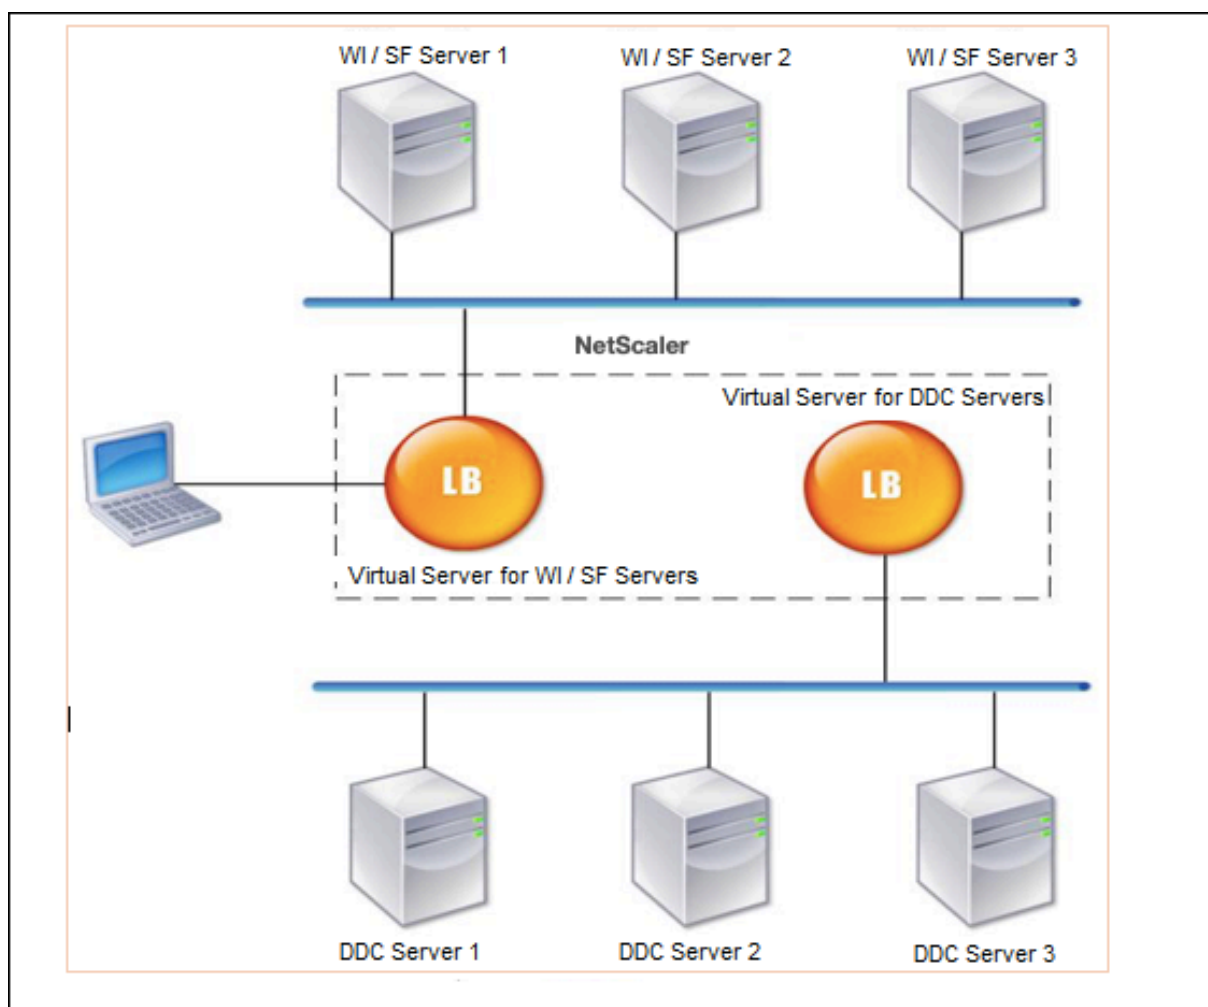 WI / SF Server 1
WI / SF Server 2
WI / SF Server 3
NetScaler
Virtual Server for DDC Servers
LB
LB
Virtual Server for WI / SF Servers
DDC Server 1
DDC Server 2
DDC Server 3